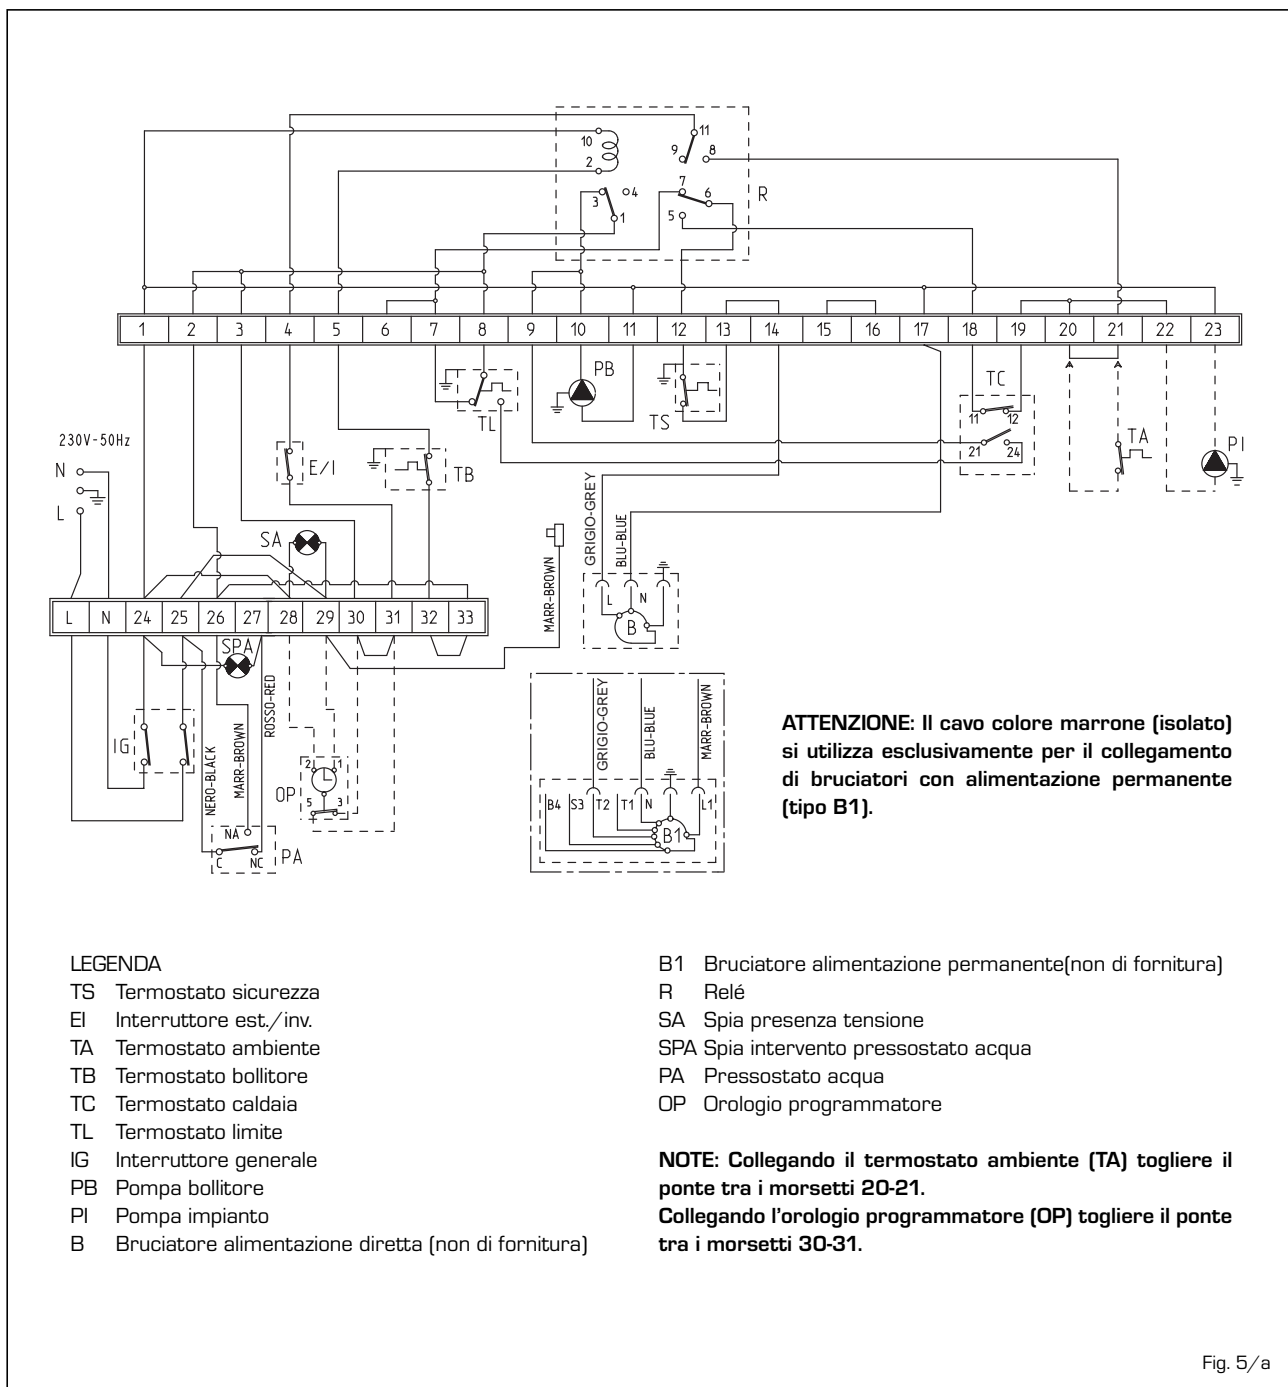 10
2
3
4
1
11
9
8
7
6
5
R
1 2 3 4 5 6 7 8 9 10 11 12 13 14 15 16 17 18 19 20 21 22 23
PB
TL
TS
TC
11 12
21 24
TA
PI
230V-50Hz
N
L
E/I
TB
SA
GRIGIO-GREY
BLU-BLUE
MARR-BROWN
L N
B
L N 24 25 26 27 28 29 30 31 32 33
SPA
IG
NERO-BLACK
MARR-BROWN
ROSSO-RED
OP
2 1
5 3
NA
C NC
PA
GRIGIO-GREY
BLU-BLUE
MARR-BROWN
B4 S3 T2 T1 N L1
B1
ATTENZIONE: Il cavo colore marrone (isolato)
si utilizza esclusivamente per il collegamento
di bruciatori con alimentazione permanente
(tipo B1).
LEGENDA
TS Termostato sicurezza
EI Interruttore est./inv.
TA Termostato ambiente
TB Termostato bollitore
TC Termostato caldaia
TL Termostato limite
IG Interruttore generale
PB Pompa bollitore
PI Pompa impianto
B Bruciatore alimentazione diretta (non di fornitura)
B1 Bruciatore alimentazione permanente(non di fornitura)
R Relé
SA Spia presenza tensione
SPA Spia intervento pressostato acqua
PA Pressostato acqua
OP Orologio programmatore
NOTE: Collegando il termostato ambiente (TA) togliere il
ponte tra i morsetti 20-21.
Collegando l'orologio programmatore (OP) togliere il ponte
tra i morsetti 30-31.
Fig. 5/a